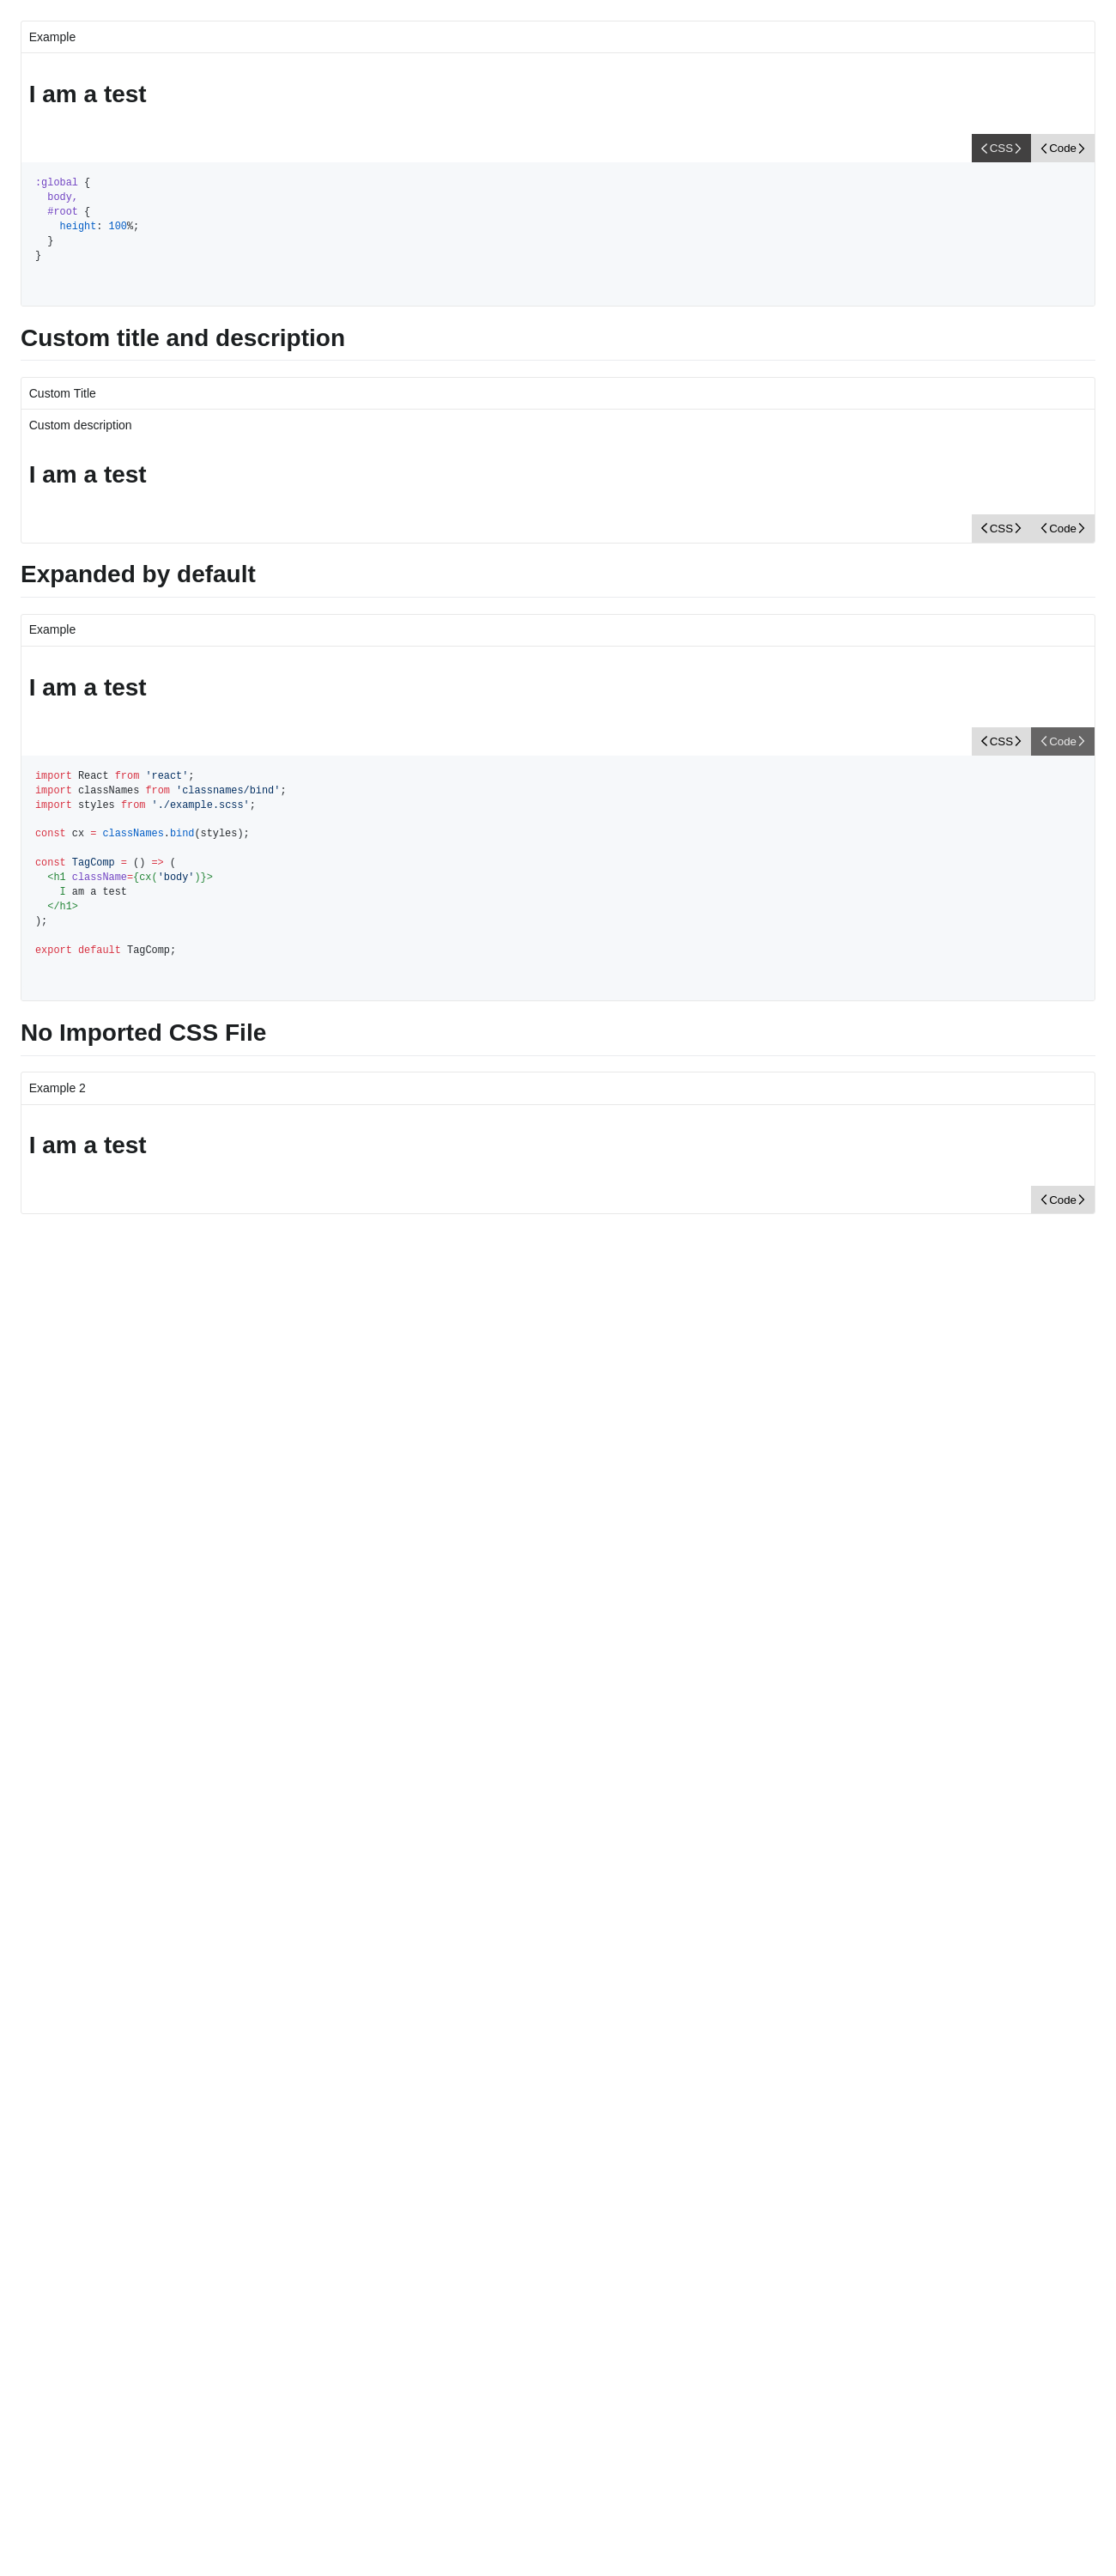 Example
I am a test
CSS Code
:global {
  body,
  #root {
    height: 100%;
  }
}
Custom title and description
Custom Title
Custom description
I am a test
CSS Code
Expanded by default
Example
I am a test
CSS Code
import React from 'react';
import classNames from 'classnames/bind';
import styles from './example.scss';
const cx = classNames.bind(styles);
const TagComp = () => (
  <h1 className={cx('body')}>
    I am a test
  </h1>
);
export default TagComp;
No Imported CSS File
Example 2
I am a test
Code